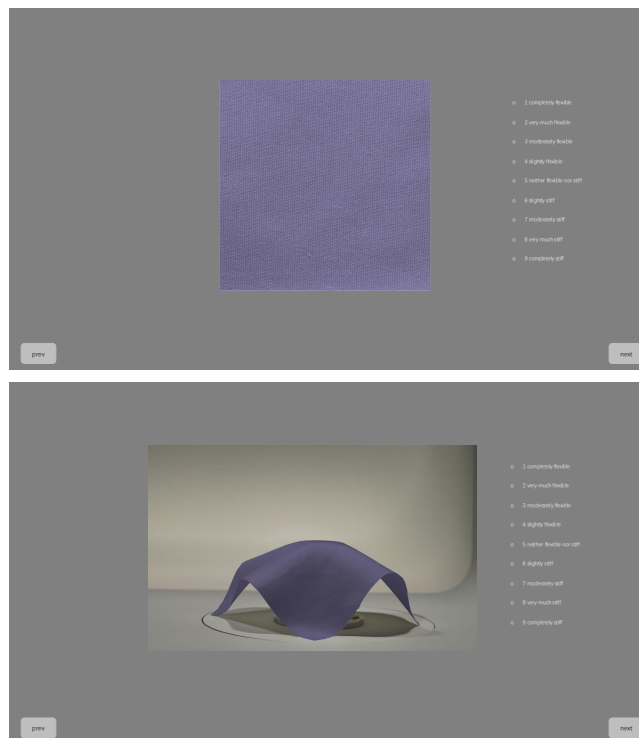 1 completely flexible
2 very much flexible
3 moderately flexible
4 slightly flexible
5 neither flexible nor stiff
6 slightly stiff
7 moderately stiff
8 very much stiff
9 completely stiff
prev
next
1 completely flexible
2 very much flexible
3 moderately flexible
4 slightly flexible
5 neither flexible nor stiff
6 slightly stiff
7 moderately stiff
8 very much stiff
9 completely stiff
prev
next